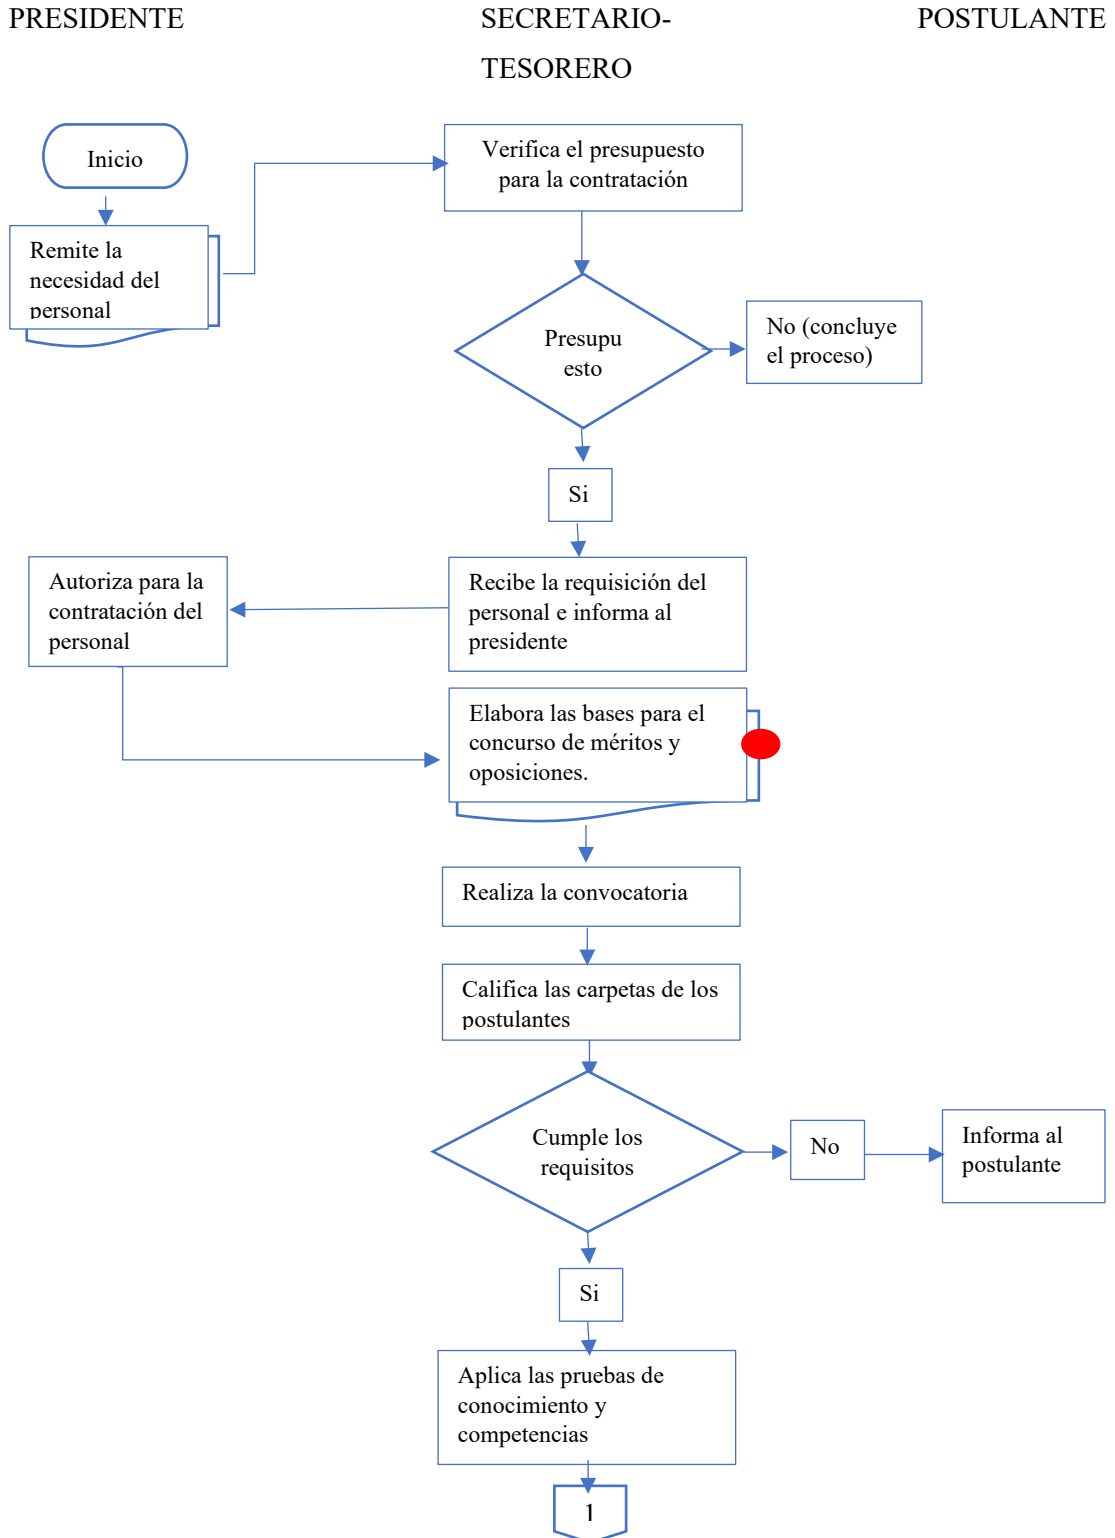 PRESIDENTE
SECRETARIO-
TESORERO
POSTULANTE
Inicio
Verifica el presupuesto
para la contratación
Remite la
necesidad del
personal
Presupu
esto
No (concluye
el proceso)
Si
Autoriza para la
contratación del
personal
Recibe la requisición del
personal e informa al
presidente
Elabora las bases para el
concurso de méritos y
oposiciones.
Realiza la convocatoria
Califica las carpetas de los
postulantes
Cumple los
requisitos
No
Informa al
postulante
Si
Aplica las pruebas de
conocimiento y
competencias
1